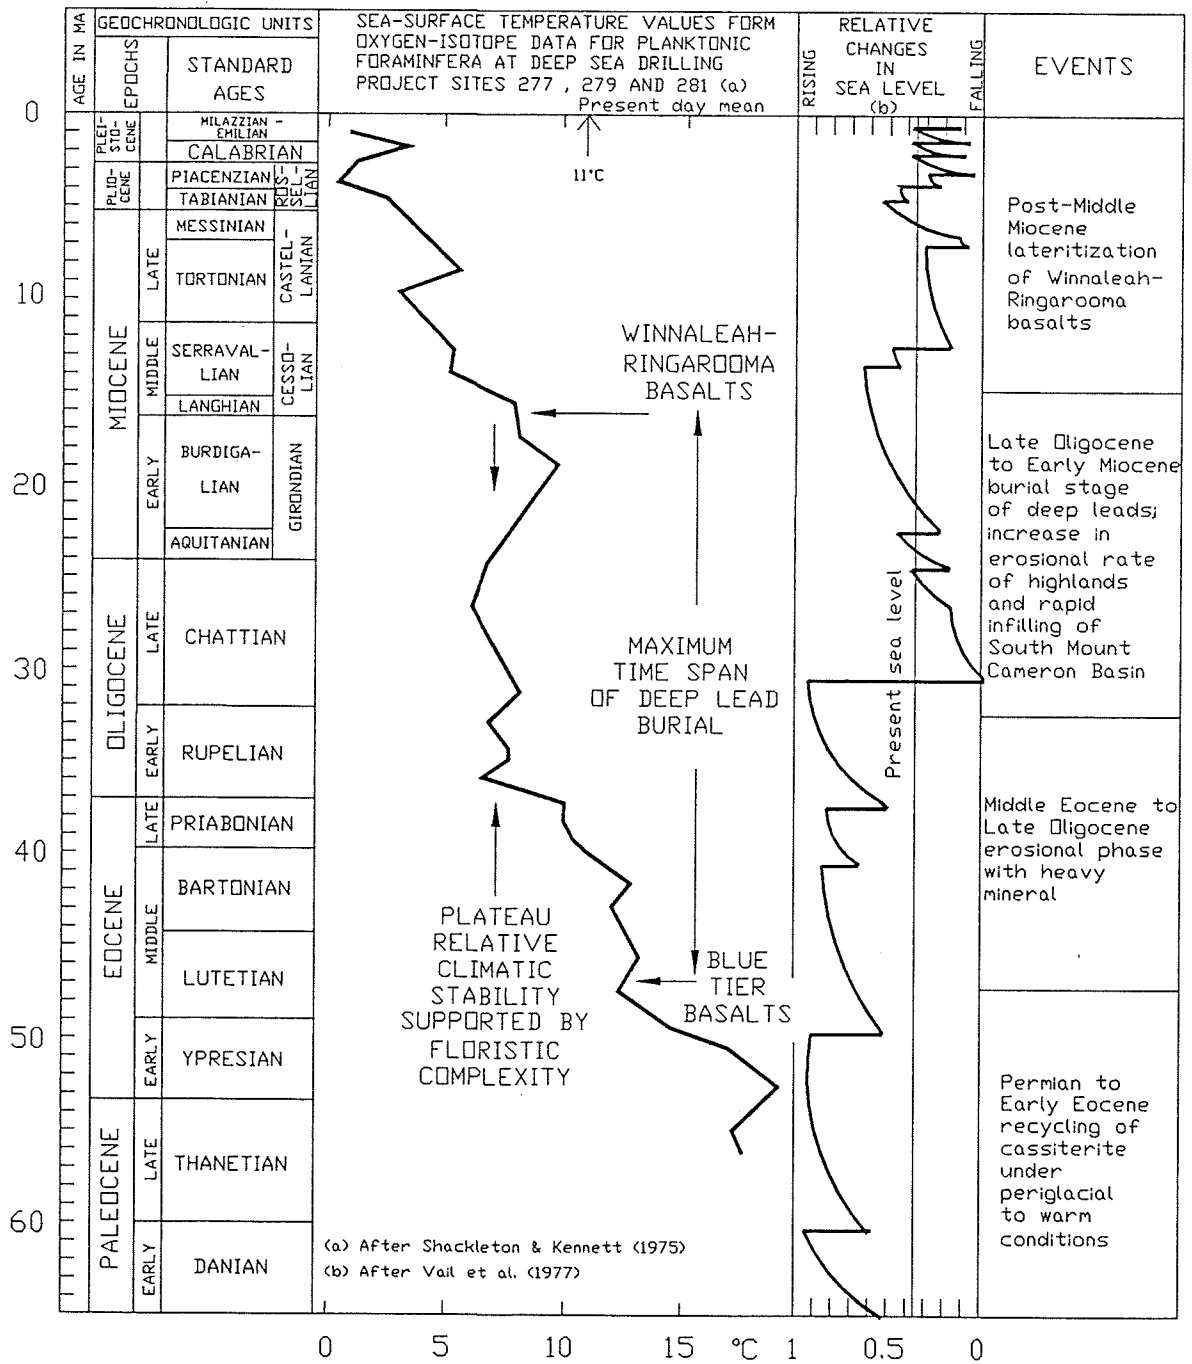 AGE IN MA
GEOCHRONOLOGIC UNITS
EPOCHS
STANDARD
AGES
SEA-SURFACE TEMPERATURE VALUES FORM
OXYGEN-ISOTOPE DATA FOR PLANKTONIC
FORAMINFERA AT DEEP SEA DRILLING
PROJECT SITES 277 , 279 AND 281 (a)
Present day mean
11°C
RELATIVE
CHANGES
IN
SEA LEVEL
(b)
RISING
FALLING
EVENTS
0
10
20
30
40
50
60
PLEI-
STO-
CENE
PLIO-
CENE
MIOCENE
OLIGOCENE
EOCENE
PALEOCENE
LATE
MIDDLE
EARLY
LATE
EARLY
LATE
MIDDLE
EARLY
LATE
EARLY
MILAZZIAN -
EMILIAN
CALABRIAN
PIACENZIAN
TABIANIAN
ROS-
SEL-
LIAN
MESSINIAN
TORTONIAN
CASTEL-
LANIAN
SERRAVAL-
LIAN
LANGHIAN
CESSO-
LIAN
BURDIGA-
LIAN
AQUITANIAN
GIRONDIAN
CHATTIAN
RUPELIAN
PRIABONIAN
BARTONIAN
LUTETIAN
YPRESIAN
THANETIAN
DANIAN
WINNALEAH-
RINGAROOMA
BASALTS
MAXIMUM
TIME SPAN
OF DEEP LEAD
BURIAL
PLATEAU
RELATIVE
CLIMATIC
STABILITY
SUPPORTED BY
FLORISTIC
COMPLEXITY
BLUE
TIER
BASALTS
(a) After Shackleton & Kennett (1975)
(b) After Vail et al. (1977)
Present sea level
Post-Middle
Miocene
lateritization
of Winnaleah-
Ringarooma
basalts
Late Oligocene
to Early Miocene
burial stage
of deep leads;
increase in
erosional rate
of highlands
and rapid
infilling of
South Mount
Cameron Basin
Middle Eocene to
Late Oligocene
erosional phase
with heavy
mineral
Permian to
Early Eocene
recycling of
cassiterite
under
periglacial
to warm
conditions
0 5 10 15 °C 1 0.5 0